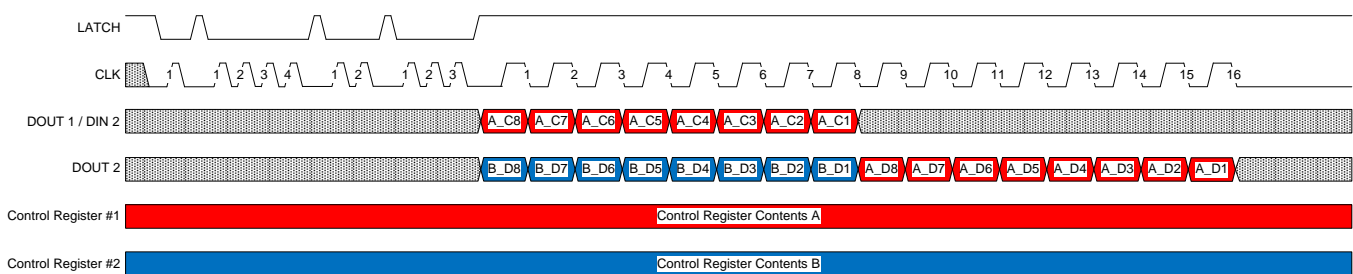 LATCH
CLK 1 1 2 3 4 1 2 1 2 3 1 2 3 4 5 6 7 8 9 10 11 12 13 14 15 16
DOUT 1 / DIN 2 A_C8 A_C7 A_C6 A_C5 A_C4 A_C3 A_C2 A_C1
DOUT 2 B_D8 B_D7 B_D6 B_D5 B_D4 B_D3 B_D2 B_D1 A_D8 A_D7 A_D6 A_D5 A_D4 A_D3 A_D2 A_D1
Control Register #1 Control Register Contents A
Control Register #2 Control Register Contents B